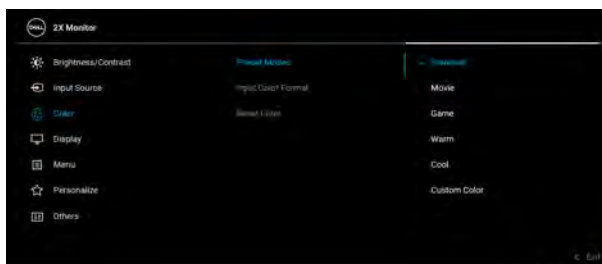 DELL
2X Monitor
Brightness/Contrast
Input Source
Color
Display
Menu
Personalize
Others
Preset Modes
Input Color Format
Reset Color
Standard
Movie
Game
Warm
Cool
Custom Color
Exit